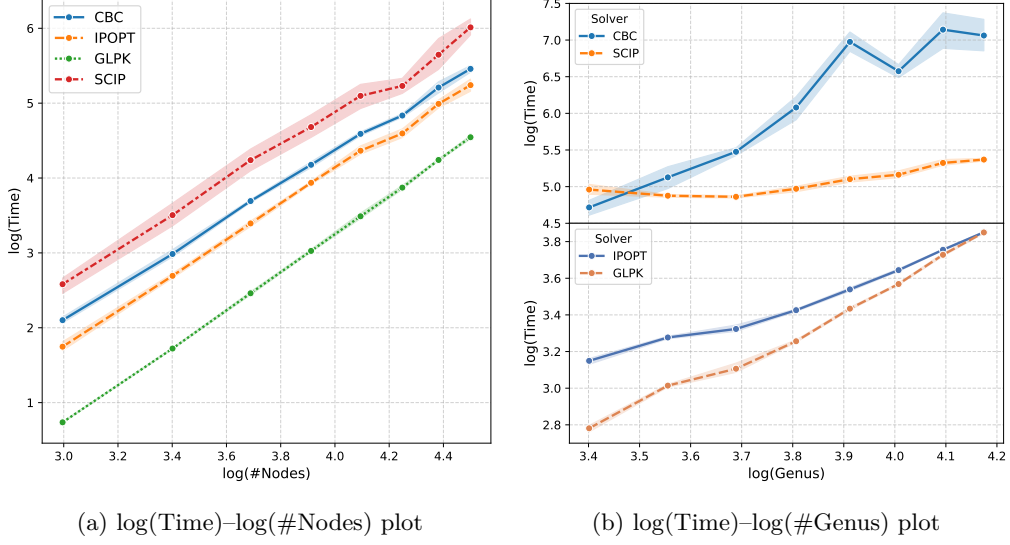 CBC
IPOPT
GLPK
SCIP
6
5
4
3
2
1
log(Time)
3.0 3.2 3.4 3.6 3.8 4.0 4.2 4.4
log(#Nodes)
(a) log(Time)–log(#Nodes) plot
Solver
CBC
SCIP
7.5
7.0
6.5
6.0
5.5
5.0
4.5
log(Time)
Solver
IPOPT
GLPK
3.8
3.6
3.4
3.2
3.0
2.8
log(Time)
3.4 3.5 3.6 3.7 3.8 3.9 4.0 4.1 4.2
log(Genus)
(b) log(Time)–log(#Genus) plot